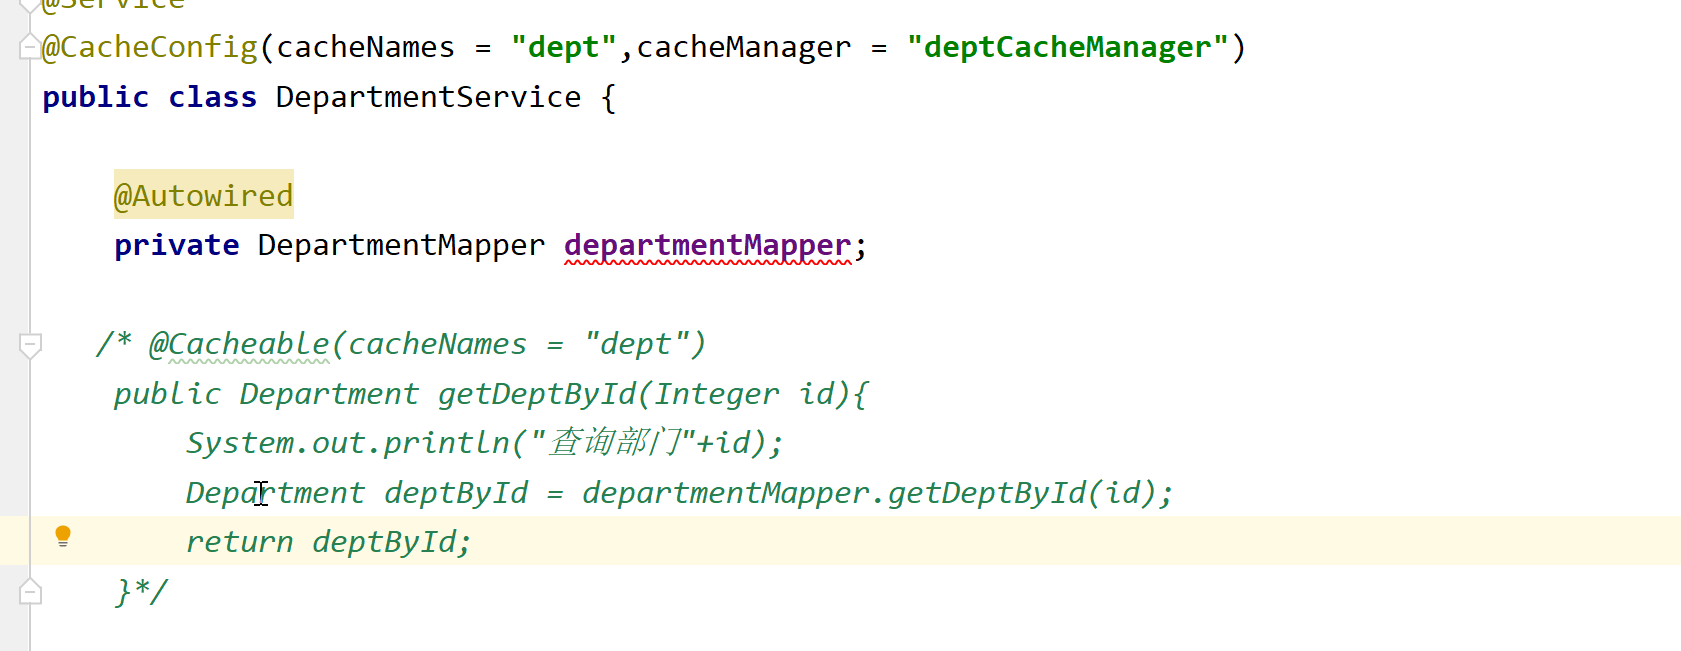 @Service
@CacheConfig(cacheNames = "dept",cacheManager = "deptCacheManager")
public class DepartmentService {
@Autowired
private DepartmentMapper departmentMapper;
/* @Cacheable(cacheNames = "dept")
public Department getDeptById(Integer id){
System.out.println("查询部门"+id);
Department deptById = departmentMapper.getDeptById(id);
return deptById;
}*/